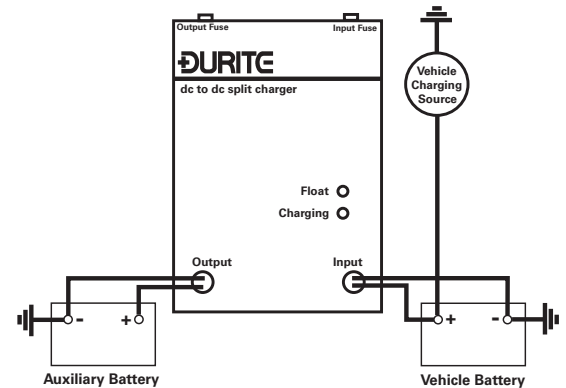 Output Fuse
Input Fuse
DURITE
dc to dc split charger
Vehicle
Charging
Source
Float
Charging
Output
Input
- +
+ -
Auxiliary Battery
Vehicle Battery